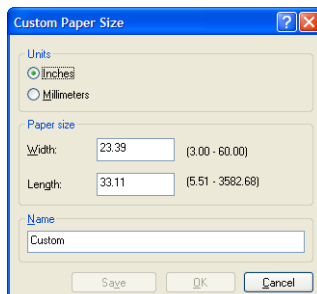 Custom Paper Size
Units
Inches
Millimeters
Paper size
Width: 23.39 (3.00 - 60.00)
Length: 33.11 (5.51 - 3582.68)
Name
Custom
Save OK Cancel